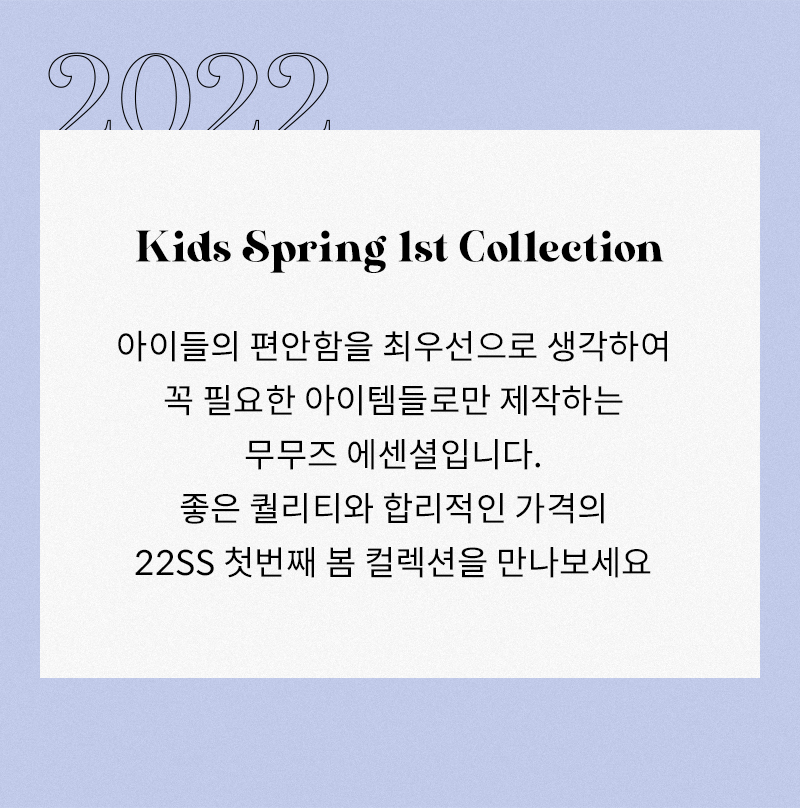 2022
Kids Spring 1st Collection
아이들의 편안함을 최우선으로 생각하여
꼭 필요한 아이템들로만 제작하는
무무즈 에센셜입니다.
좋은 퀄리티와 합리적인 가격의
22SS 첫번째 봄 컬렉션을 만나보세요